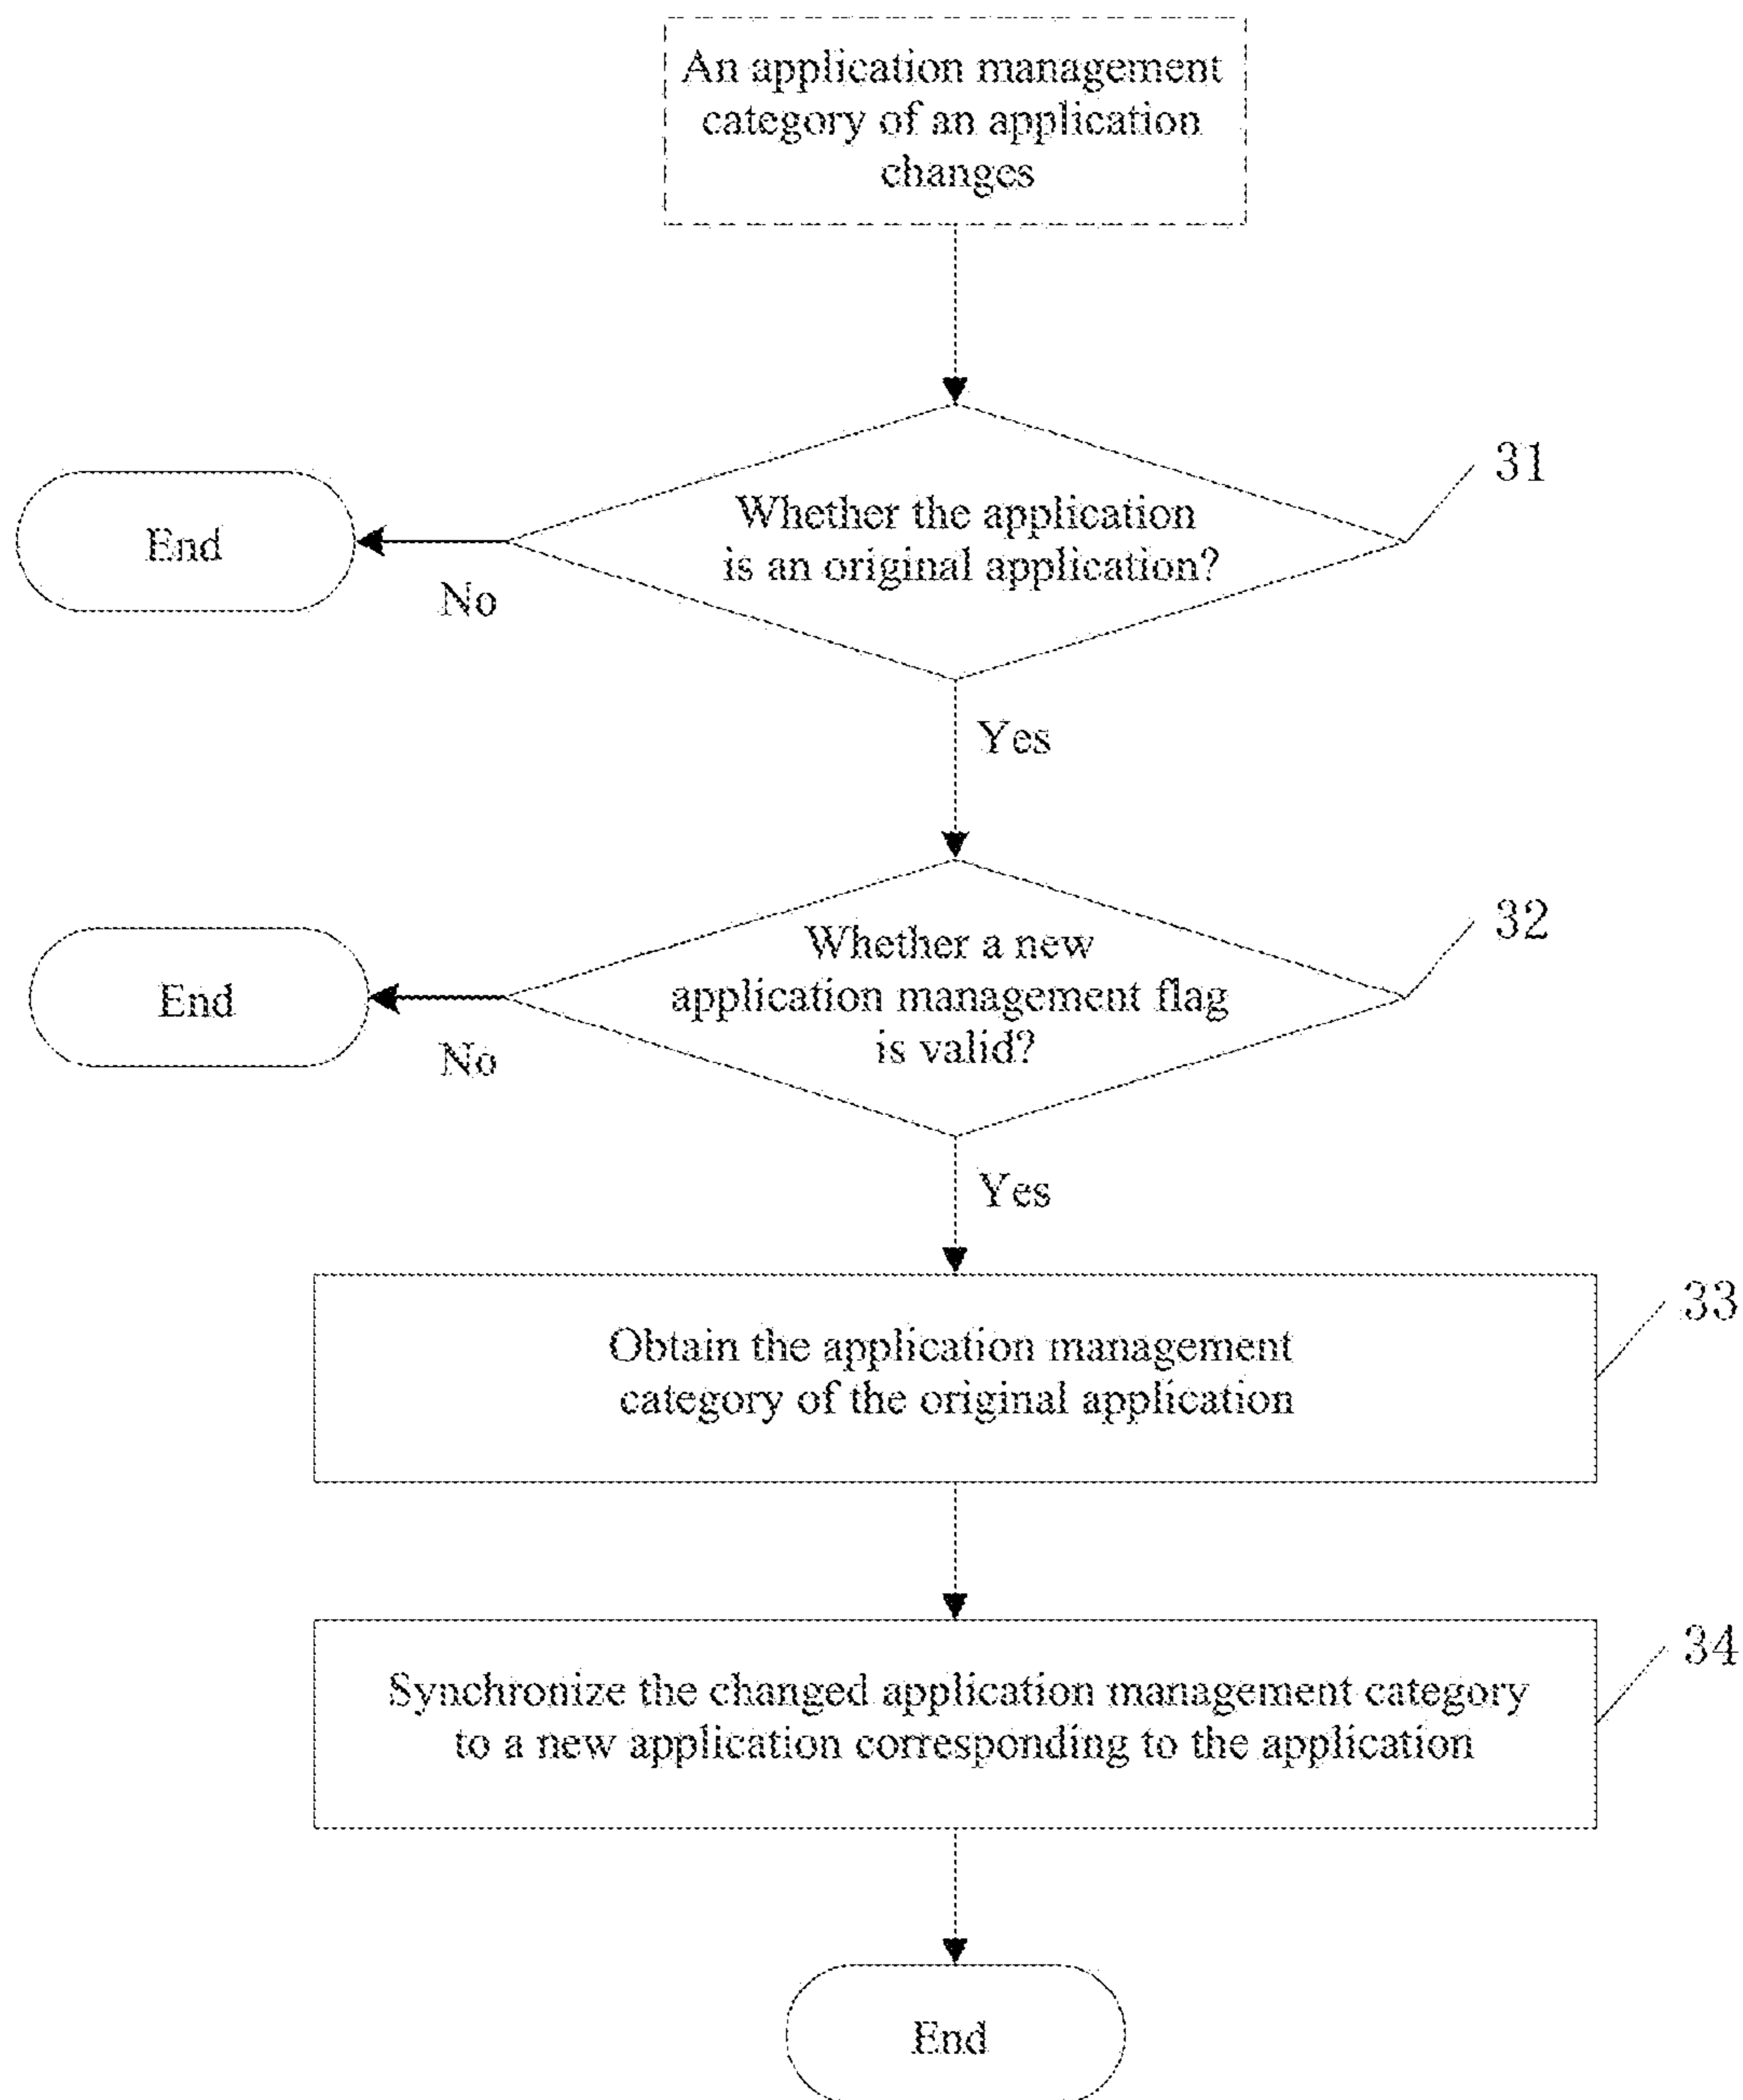 An application management
category of an application
changes
31
Whether the application
is an original application?
End
No
Yes
32
Whether a new
application management flag
is valid?
End
No
Yes
33
Obtain the application management
category of the original application
34
Synchronize the changed application management category
to a new application corresponding to the application
End